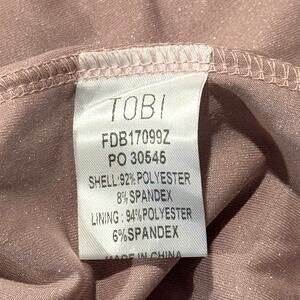 TOBI
FDB17099Z
PO 30545
SHELL:92% POLYESTER
8% SPANDEX
LINING : 94% POLYESTER
6% SPANDEX
MADE IN CHINA